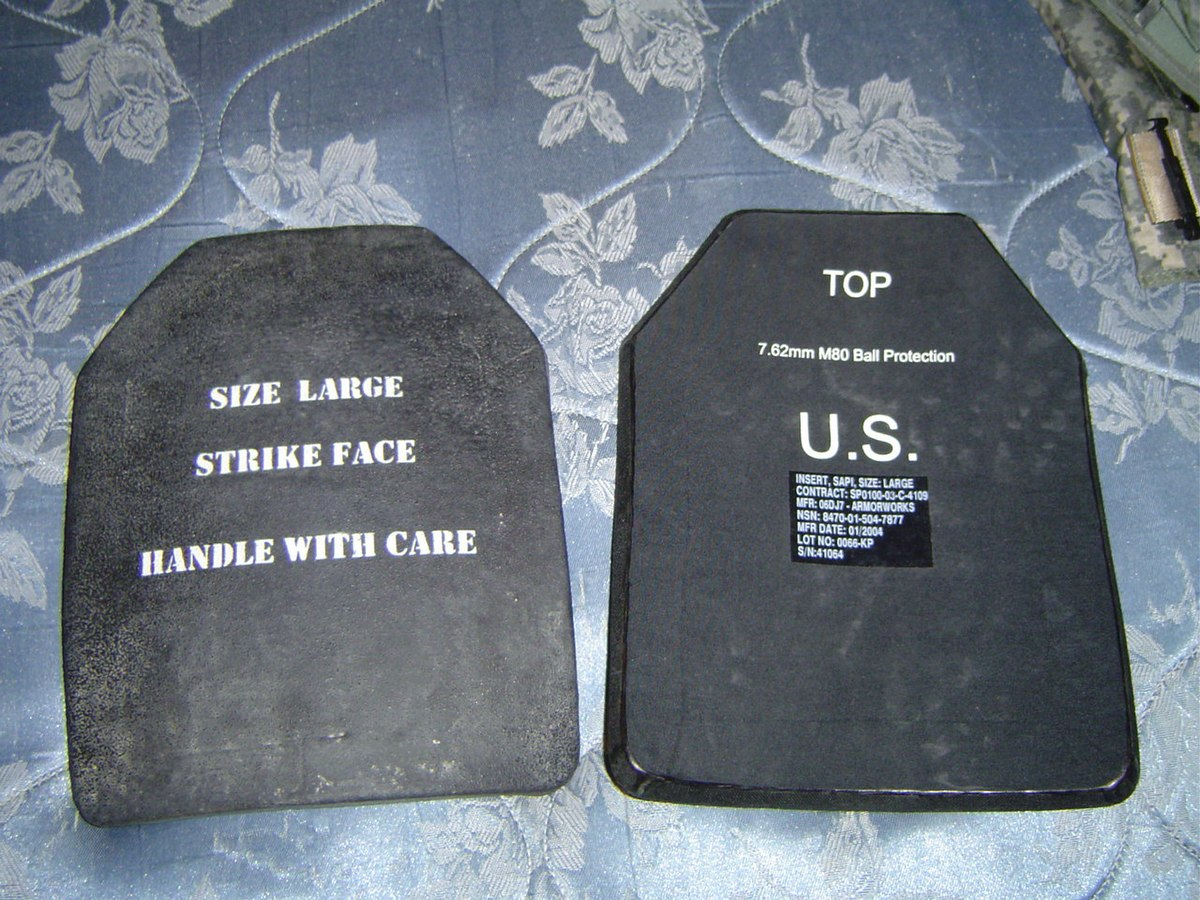 SIZE LARGE
STRIKE FACE
HANDLE WITH CARE
TOP
7.62mm M80 Ball Protection
U.S.
INSERT, SAPI, SIZE: LARGE
CONTRACT: SP0100-03-C-4109
MFR: 06DJ7 - ARMORWORKS
NSN: 8470-01-504-7877
MFR DATE: 01/2004
LOT NO: 0066-KP
S/N:41064